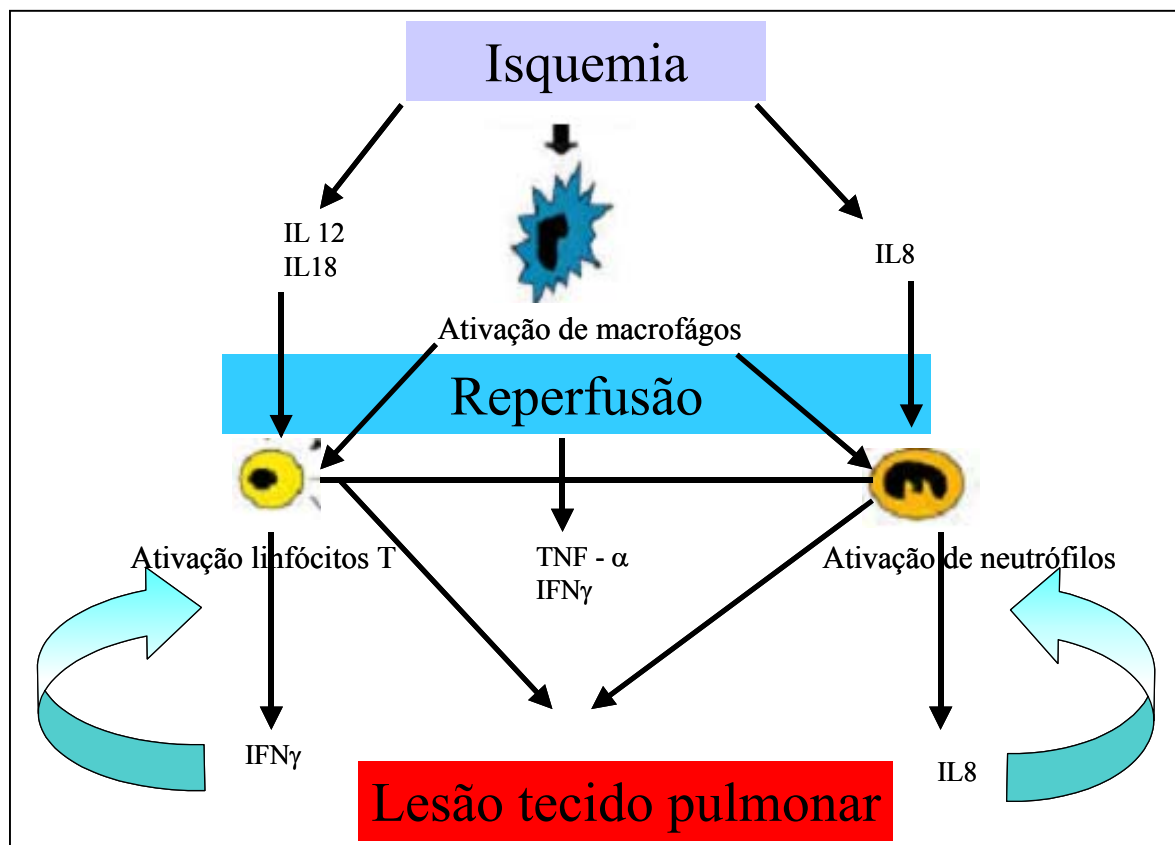 Isquemia
IL 12
IL18
IL8
Ativação de macrofágos
Reperfusão
Ativação linfócitos T
TNF - α
IFNγ
Ativação de neutrófilos
IFNγ
IL8
Lesão tecido pulmonar